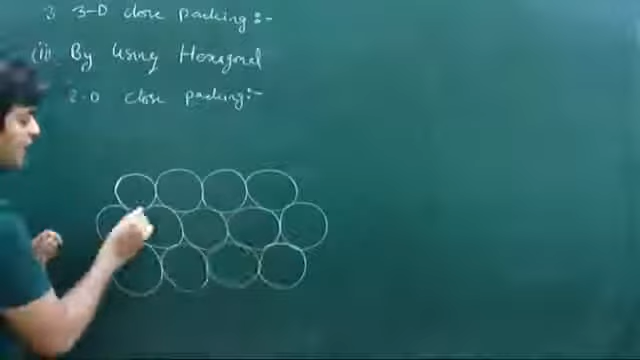 3 3-D close packing:-
(ii) By using Hexagonal
2-D close packing:-